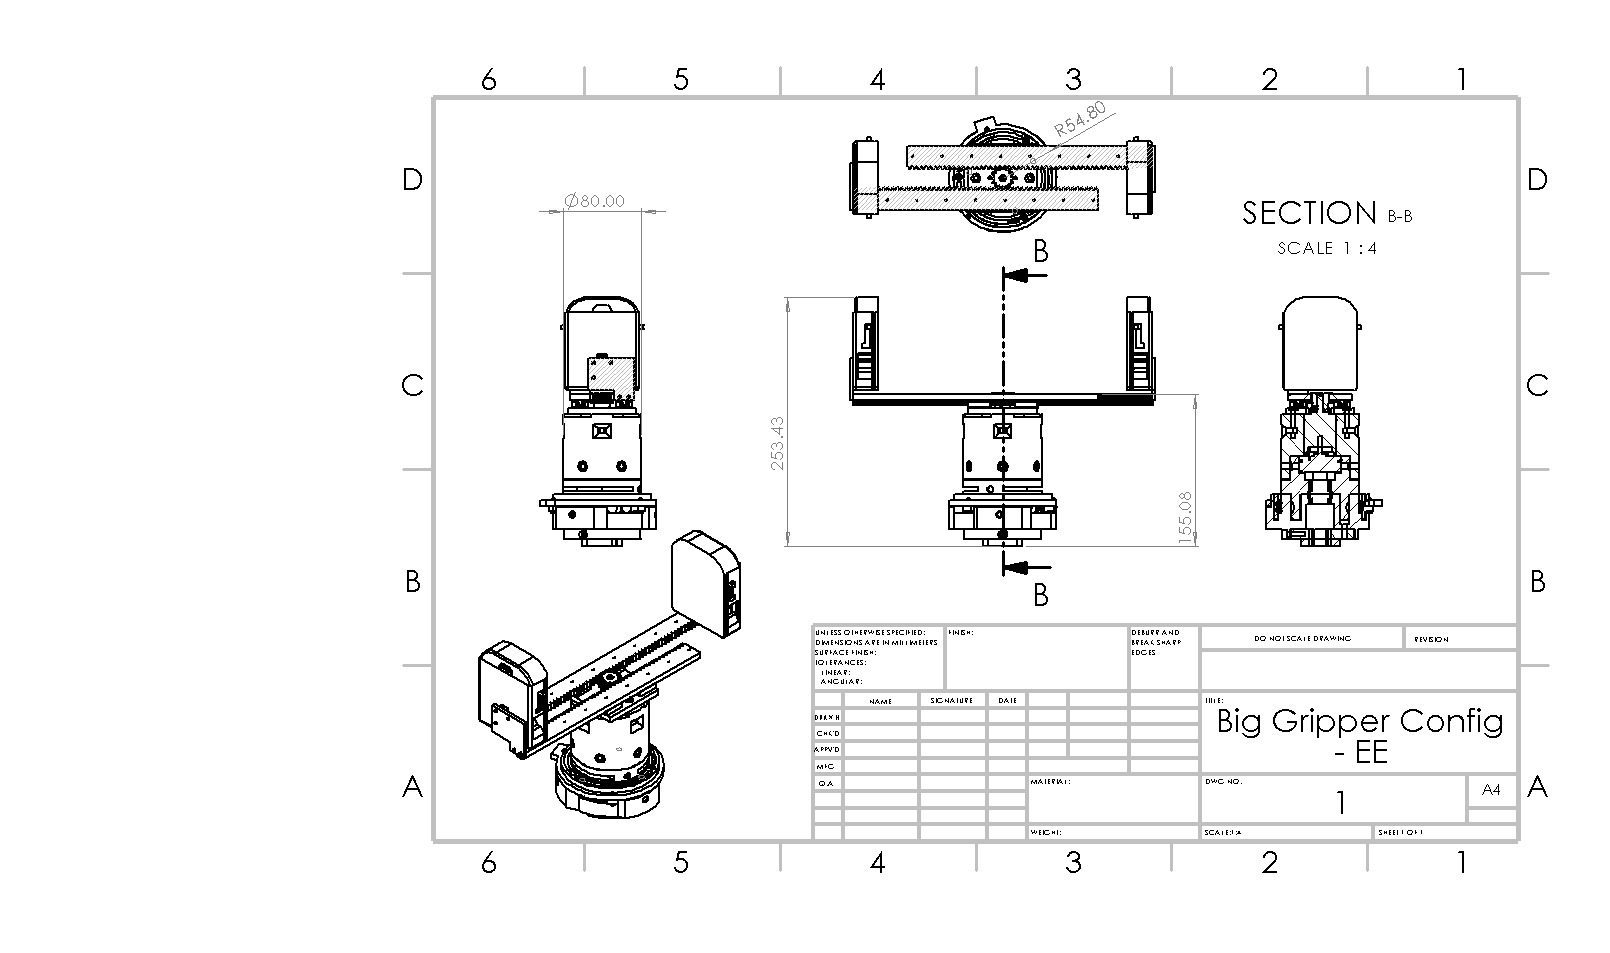 6 5 4 3 2 1
R54.80
D D
Ø80.00
SECTION B-B
SCALE 1 : 4
B
C C
253.43
155.08
B B
B
UNLESS OTHERWISE SPECIFIED:
DIMENSIONS ARE IN MILLIMETERS
SURFACE FINISH:
TOLERANCES:
LINEAR:
ANGULAR:
FINISH:
DEBURR AND
BREAK SHARP
EDGES
DO NOT SCALE DRAWING
REVISION
NAME SIGNATURE DATE
DRAWN
CHK'D
APPV'D
MFG
Q.A
TITLE:
Big Gripper Config
- EE
MATERIAL:
DWG NO.
1
A4
WEIGHT:
SCALE:1:4
SHEET 1 OF 1
A A
6 5 4 3 2 1